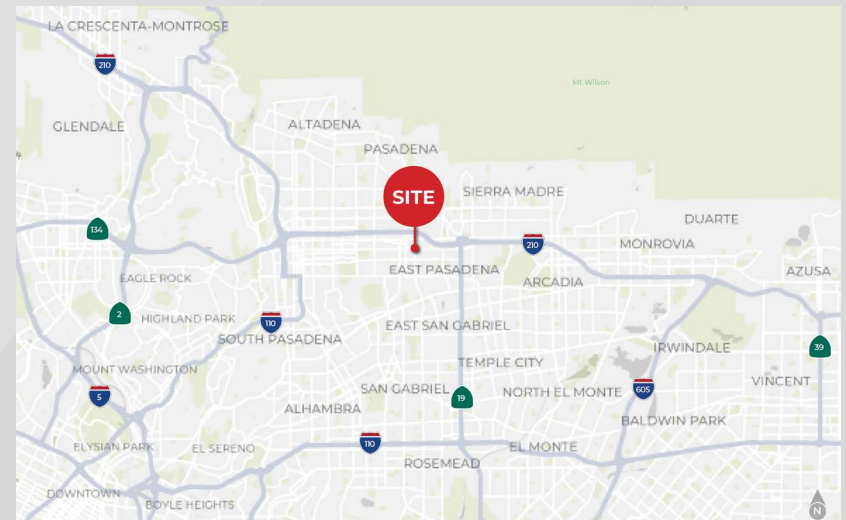 LA CRESCENTA-MONTROSE
210
Mt Wilson
GLENDALE
ALTADENA
PASADENA
SITE
SIERRA MADRE
DUARTE
134
210
MONROVIA
EAST PASADENA
AZUSA
EAGLE ROCK
ARCADIA
2
HIGHLAND PARK
110
EAST SAN GABRIEL
SOUTH PASADENA
IRWINDALE
39
TEMPLE CITY
MOUNT WASHINGTON
VINCENT
5
SAN GABRIEL
19
NORTH EL MONTE
605
ALHAMBRA
BALDWIN PARK
ELYSIAN PARK
EL SERENO
110
EL MONTE
ROSEMEAD
DOWNTOWN
BOYLE HEIGHTS
N